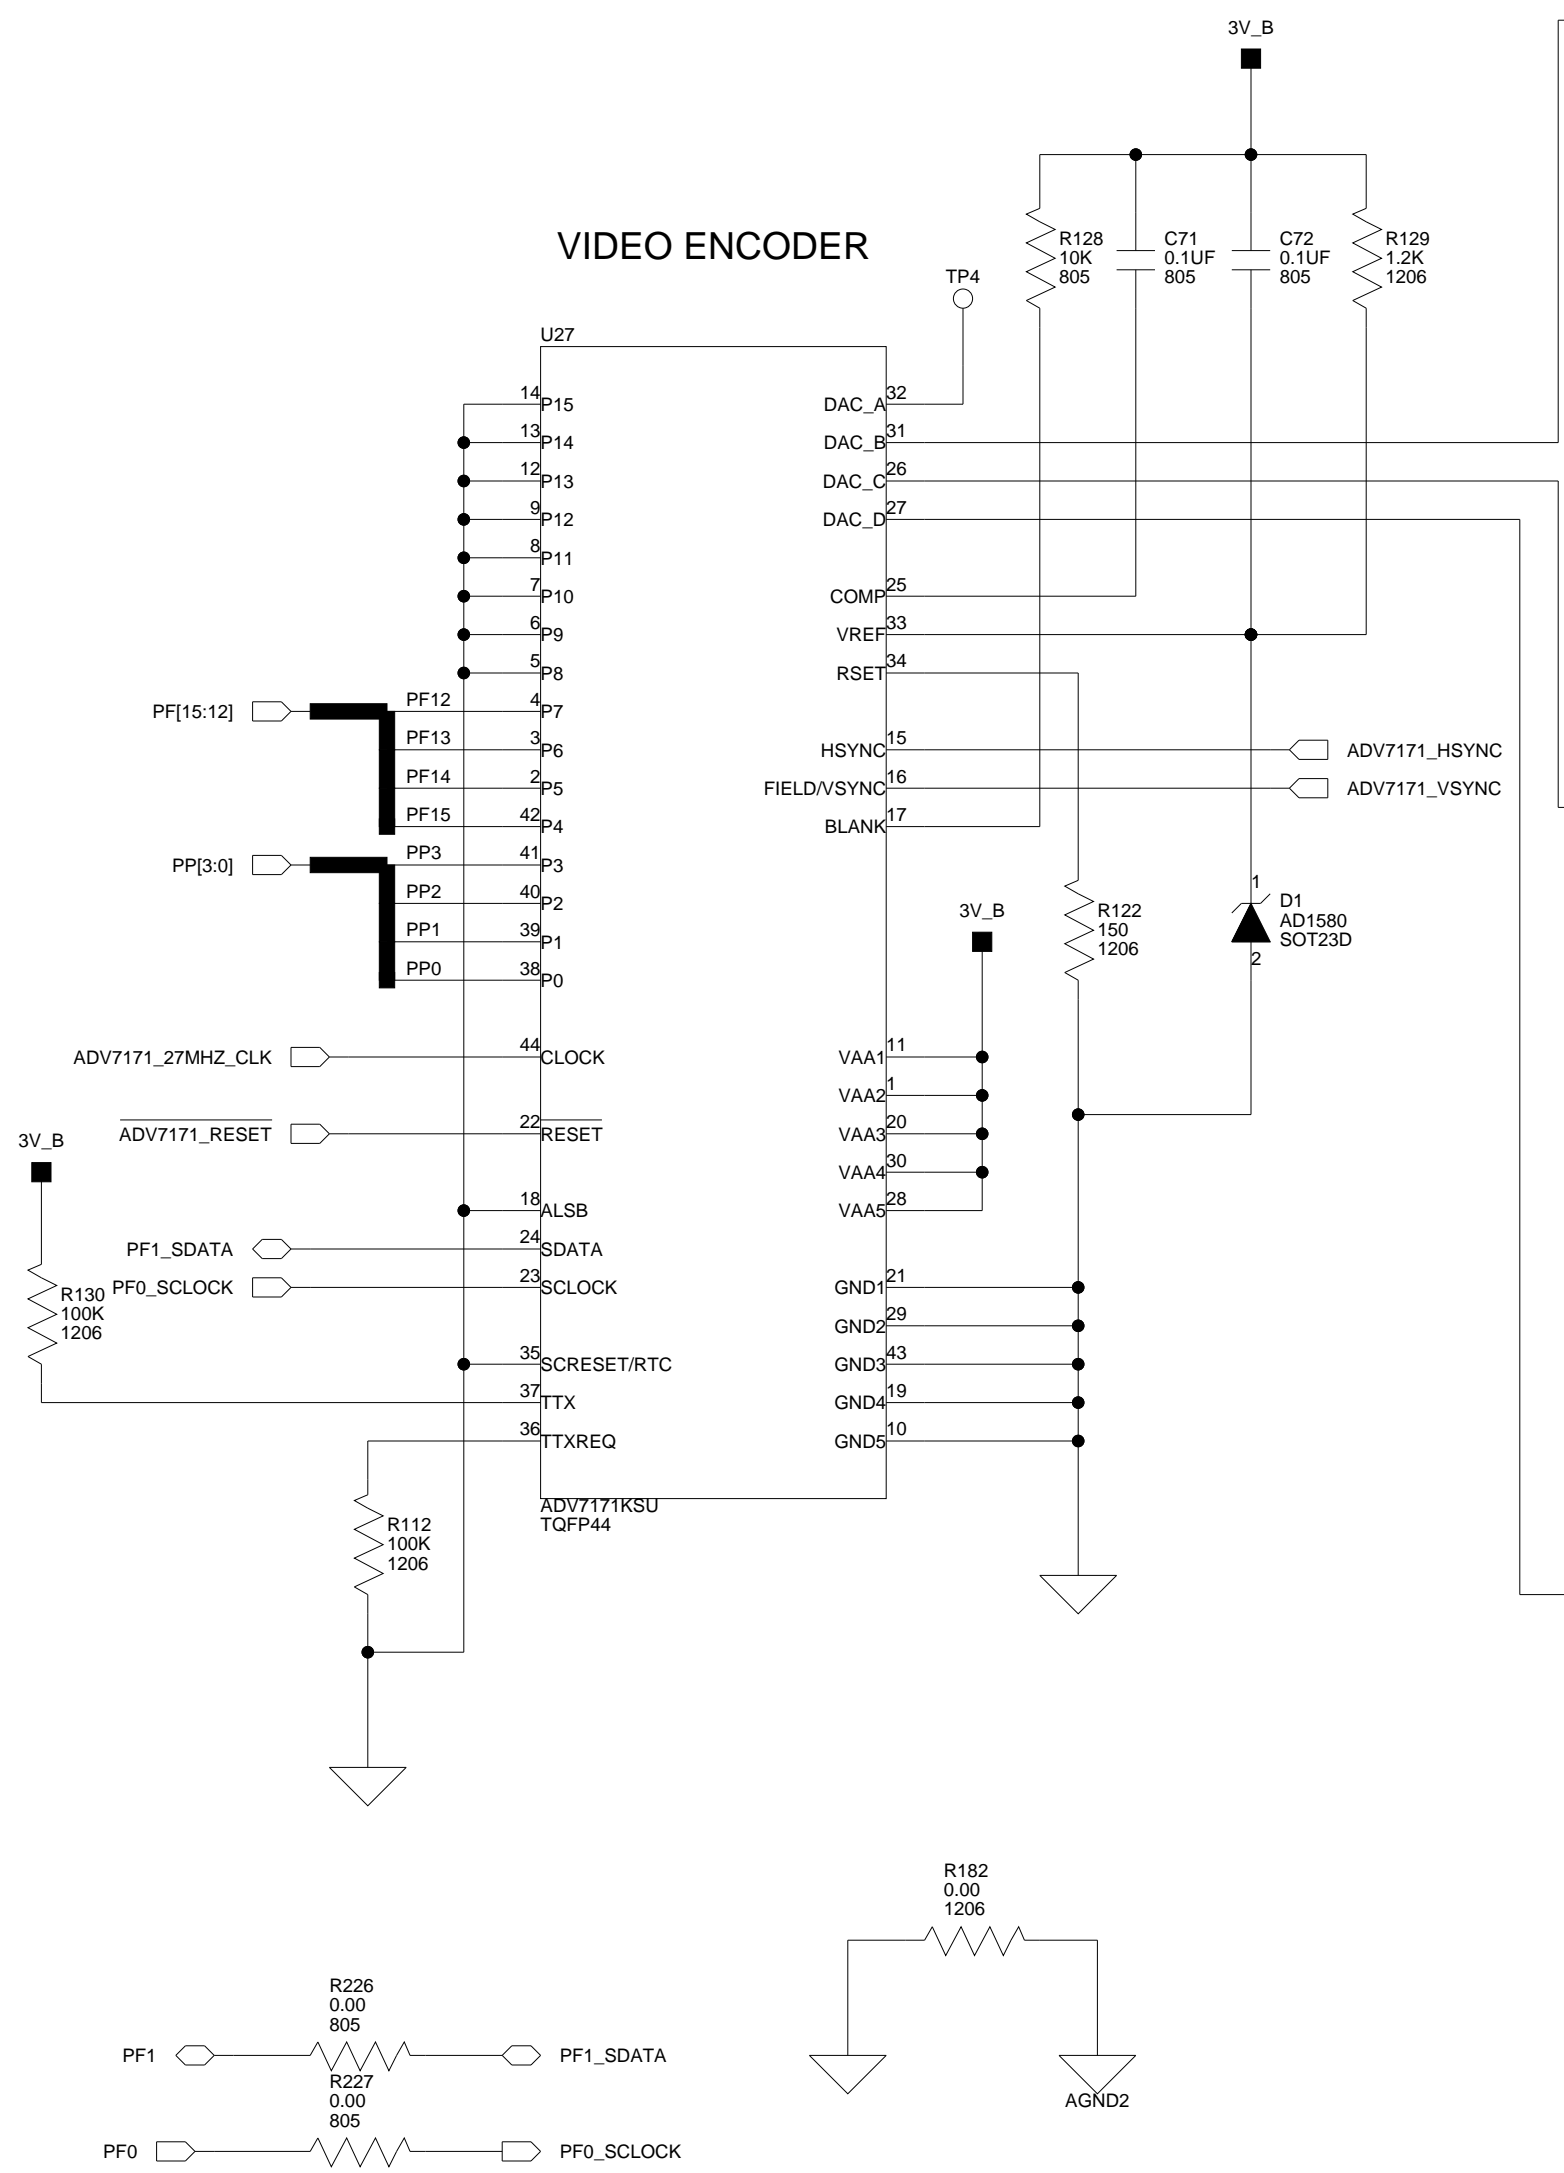 3V_B
VIDEO ENCODER
R128
10K
805
C71
0.1UF
805
C72
0.1UF
805
R129
1.2K
1206
TP4
U27
14 P15
13 P14
12 P13
9 P12
8 P11
7 P10
6 P9
5 P8
PF[15:12]
PF12 4 P7
PF13 3 P6
PF14 2 P5
PF15 42 P4
PP[3:0]
PP3 41 P3
PP2 40 P2
PP1 39 P1
PP0 38 P0
ADV7171_27MHZ_CLK 44 CLOCK
ADV7171_RESET 22 RESET
3V_B
18 ALSB
PF1_SDATA 24 SDATA
PF0_SCLOCK 23 SCLOCK
R130
100K
1206
35 SCRESET/RTC
37 TTX
36 TTXREQ
R112
100K
1206
DAC_A 32
DAC_B 31
DAC_C 26
DAC_D 27
COMP 25
VREF 33
RSET 34
HSYNC 15 ADV7171_HSYNC
FIELD/VSYNC 16 ADV7171_VSYNC
BLANK 17
3V_B
R122
150
1206
1
D1
AD1580
SOT23D
2
VAA1 11
VAA2 1
VAA3 20
VAA4 30
VAA5 28
GND1 21
GND2 29
GND3 43
GND4 19
GND5 10
ADV7171KSU
TQFP44
R182
0.00
1206
AGND2
R226
0.00
805
PF1 PF1_SDATA
R227
0.00
805
PF0 PF0_SCLOCK